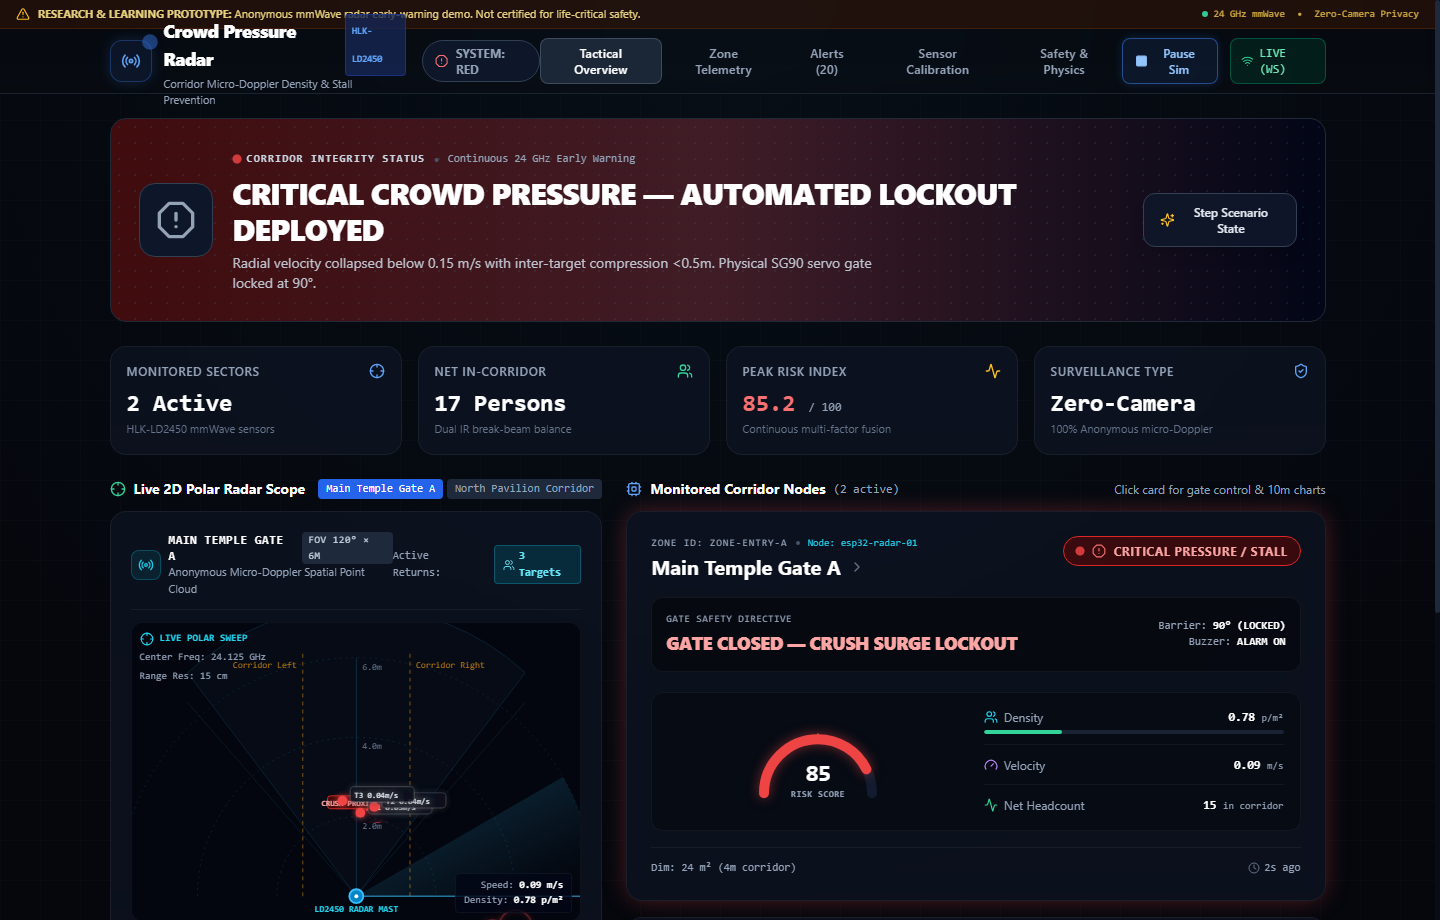 RESEARCH & LEARNING PROTOTYPE: Anonymous mmWave radar early-warning demo. Not certified for life-critical safety.
24 GHz mmWave • Zero-Camera Privacy
Crowd Pressure
Radar
HLK-
LD2450
Corridor Micro-Doppler Density & Stall
Prevention
SYSTEM:
RED
Tactical
Overview
Zone
Telemetry
Alerts
(20)
Sensor
Calibration
Safety &
Physics
Pause
Sim
LIVE
(WS)
CORRIDOR INTEGRITY STATUS • Continuous 24 GHz Early Warning
CRITICAL CROWD PRESSURE — AUTOMATED LOCKOUT
DEPLOYED
Radial velocity collapsed below 0.15 m/s with inter-target compression <0.5m. Physical SG90 servo gate
locked at 90°.
Step Scenario
State
MONITORED SECTORS
2 Active
HLK-LD2450 mmWave sensors
NET IN-CORRIDOR
17 Persons
Dual IR break-beam balance
PEAK RISK INDEX
85.2 / 100
Continuous multi-factor fusion
SURVEILLANCE TYPE
Zero-Camera
100% Anonymous micro-Doppler
Live 2D Polar Radar Scope
Main Temple Gate A
North Pavilion Corridor
MAIN TEMPLE GATE
A
FOV 120° ×
6M
Anonymous Micro-Doppler Spatial Point
Cloud
Active
Returns:
3
Targets
LIVE POLAR SWEEP
Center Freq: 24.125 GHz
Range Res: 15 cm
Corridor Left
Corridor Right
6.0m
4.0m
T3 0.04m/s
2.0m
Speed: 0.09 m/s
Density: 0.78 p/m²
LD2450 RADAR MAST
Monitored Corridor Nodes (2 active)
Click card for gate control & 10m charts
ZONE ID: ZONE-ENTRY-A • Node: esp32-radar-01
Main Temple Gate A
CRITICAL PRESSURE / STALL
GATE SAFETY DIRECTIVE
GATE CLOSED — CRUSH SURGE LOCKOUT
Barrier: 90° (LOCKED)
Buzzer: ALARM ON
85
RISK SCORE
Density 0.78 p/m²
Velocity 0.09 m/s
Net Headcount 15 in corridor
Dim: 24 m² (4m corridor)
2s ago